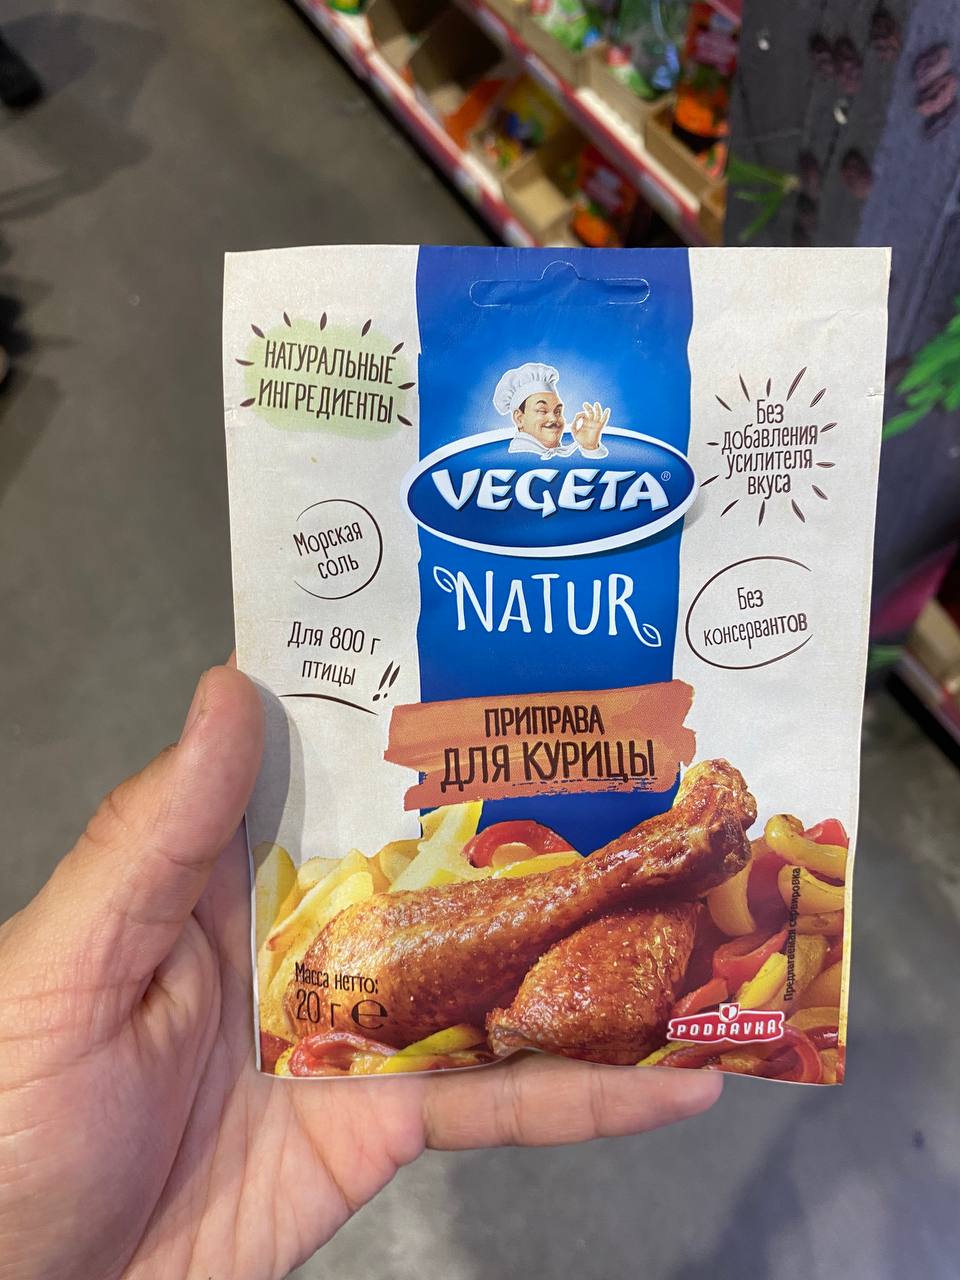 НАТУРАЛЬНЫЕ
ИНГРЕДИЕНТЫ
Морская
соль
Для 800 г
птицы !!
VEGETA®
NATUR
ПРИПРАВА
ДЛЯ КУРИЦЫ
Без
добавления
усилителя
вкуса
Без
консервантов
Масса нетто:
20 г ℮
Предлагаемая сервировка
PODRAVKA